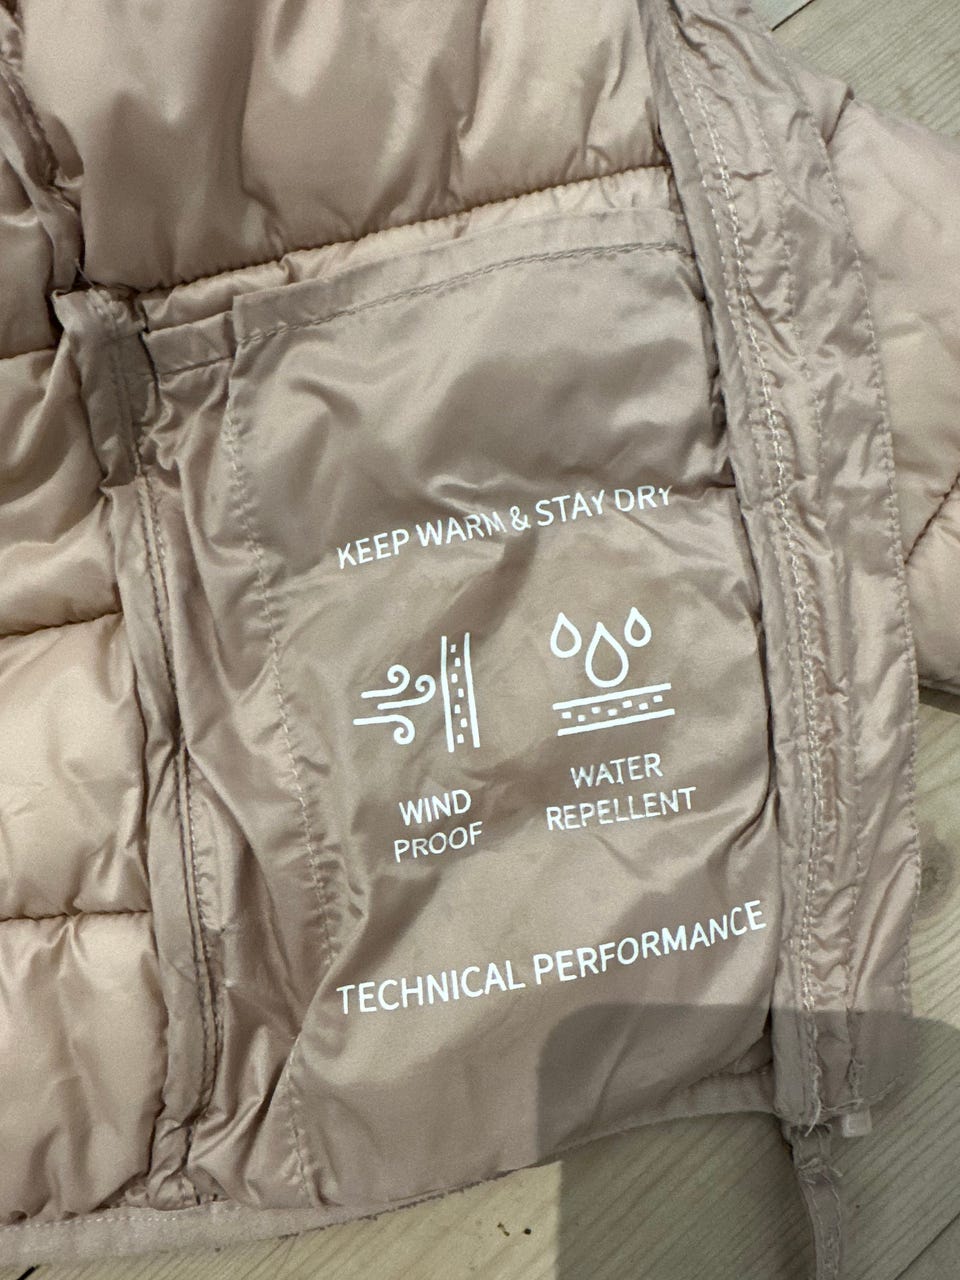 KEEP WARM & STAY DRY
WIND
PROOF
WATER
REPELLENT
TECHNICAL PERFORMANCE